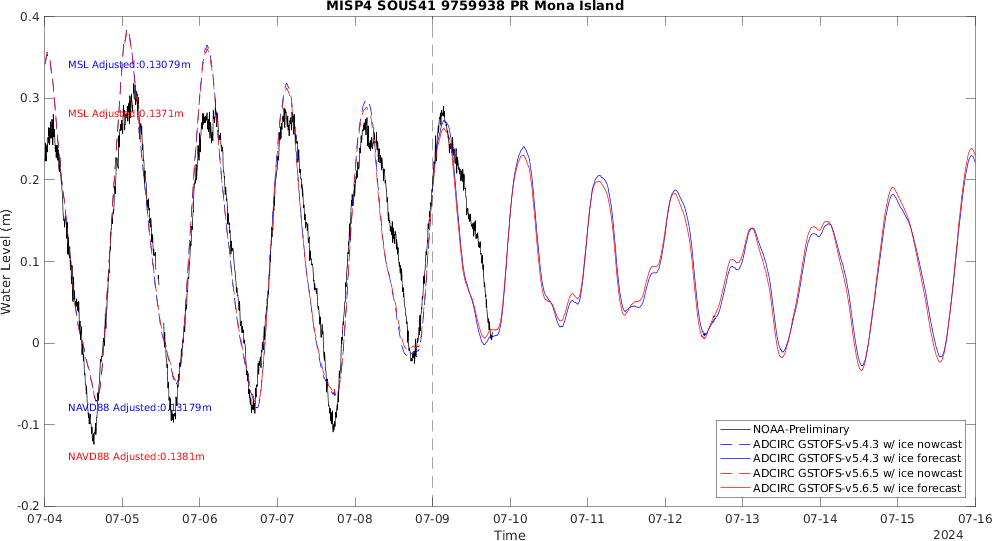 MISP4 SOUS41 9759938 PR Mona Island
0.4
0.3
0.2
0.1
0
-0.1
-0.2
Water Level (m)
MSL Adjusted:0.13079m
MSL Adjusted:0.1371m
NAVD88 Adjusted:0.13179m
NAVD88 Adjusted:0.1381m
NOAA-Preliminary
ADCIRC GSTOFS-v5.4.3 w/ ice nowcast
ADCIRC GSTOFS-v5.4.3 w/ ice forecast
ADCIRC GSTOFS-v5.6.5 w/ ice nowcast
ADCIRC GSTOFS-v5.6.5 w/ ice forecast
07-04 07-05 07-06 07-07 07-08 07-09 07-10 07-11 07-12 07-13 07-14 07-15 07-16
Time
2024